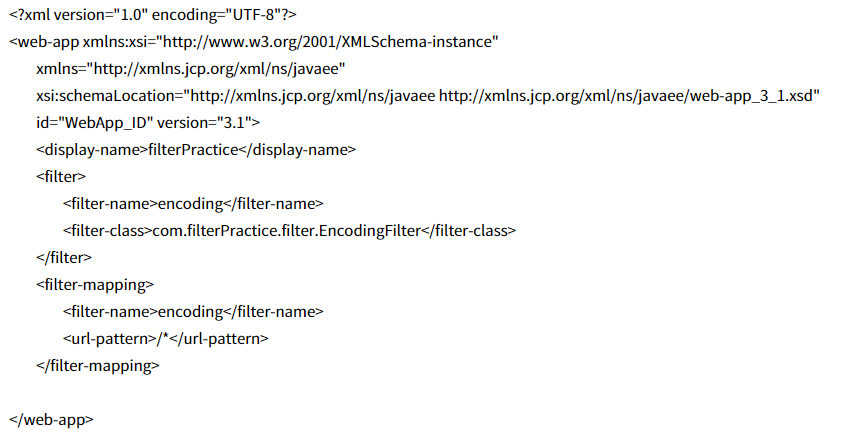 <?xml version="1.0" encoding="UTF-8"?>
<web-app xmlns:xsi="http://www.w3.org/2001/XMLSchema-instance"
xmlns="http://xmlns.jcp.org/xml/ns/javaee"
xsi:schemaLocation="http://xmlns.jcp.org/xml/ns/javaee http://xmlns.jcp.org/xml/ns/javaee/web-app_3_1.xsd"
id="WebApp_ID" version="3.1">
<display-name>filterPractice</display-name>
<filter>
<filter-name>encoding</filter-name>
<filter-class>com.filterPractice.filter.EncodingFilter</filter-class>
</filter>
<filter-mapping>
<filter-name>encoding</filter-name>
<url-pattern>/*</url-pattern>
</filter-mapping>
</web-app>